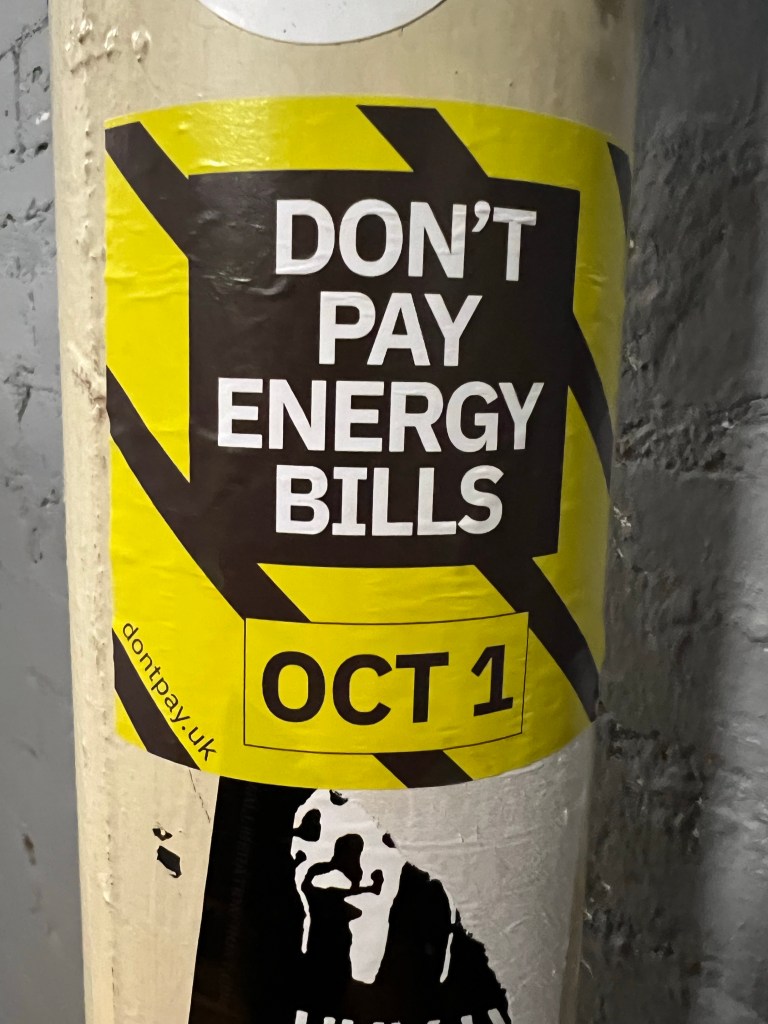 DON'T
PAY
ENERGY
BILLS
OCT 1
dontpay.uk